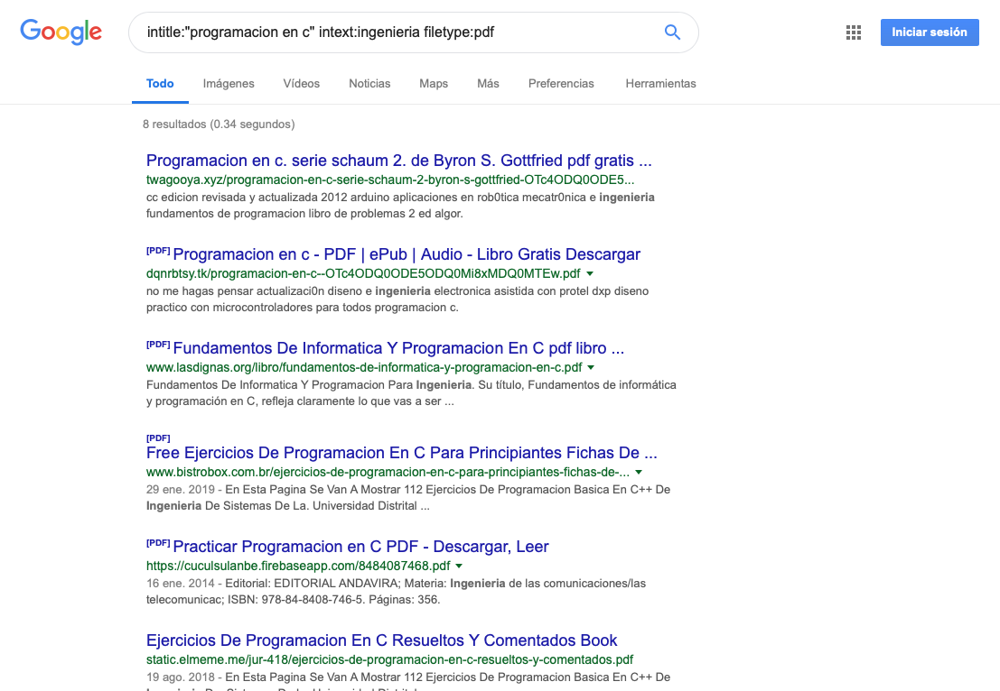 Google
intitle:"programacion en c" intext:ingenieria filetype:pdf
Iniciar sesión
Todo Imágenes Vídeos Noticias Maps Más Preferencias Herramientas
8 resultados (0.34 segundos)
Programacion en c. serie schaum 2. de Byron S. Gottfried pdf gratis ...
twagooya.xyz/programacion-en-c-serie-schaum-2-byron-s-gottfried-OTc4ODQ0ODE5...
cc edicion revisada y actualizada 2012 arduino aplicaciones en rob0tica mecatr0nica e ingenieria
fundamentos de programacion libro de problemas 2 ed algor.
[PDF] Programacion en c - PDF | ePub | Audio - Libro Gratis Descargar
dqnrbtsy.tk/programacion-en-c--OTc4ODQ0ODE5ODQ0Mi8xMDQ0MTEw.pdf
no me hagas pensar actualizaci0n diseno e ingenieria electronica asistida con protel dxp diseno
practico con microcontroladores para todos programacion c.
[PDF] Fundamentos De Informatica Y Programacion En C pdf libro ...
www.lasdignas.org/libro/fundamentos-de-informatica-y-programacion-en-c.pdf
Fundamentos De Informatica Y Programacion Para Ingenieria. Su título, Fundamentos de informática
y programación en C, refleja claramente lo que vas a ser ...
[PDF]
Free Ejercicios De Programacion En C Para Principiantes Fichas De ...
www.bistrobox.com.br/ejercicios-de-programacion-en-c-para-principiantes-fichas-de-...
29 ene. 2019 - En Esta Pagina Se Van A Mostrar 112 Ejercicios De Programacion Basica En C++ De
Ingenieria De Sistemas De La. Universidad Distrital ...
[PDF] Practicar Programacion en C PDF - Descargar, Leer
https://cuculsulanbe.firebaseapp.com/8484087468.pdf
16 ene. 2014 - Editorial: EDITORIAL ANDAVIRA; Materia: Ingenieria de las comunicaciones/las
telecomunicac; ISBN: 978-84-8408-746-5. Páginas: 356.
Ejercicios De Programacion En C Resueltos Y Comentados Book
static.elmeme.me/jur-418/ejercicios-de-programacion-en-c-resueltos-y-comentados.pdf
19 ago. 2018 - En Esta Pagina Se Van A Mostrar 112 Ejercicios De Programacion Basica En C++ De